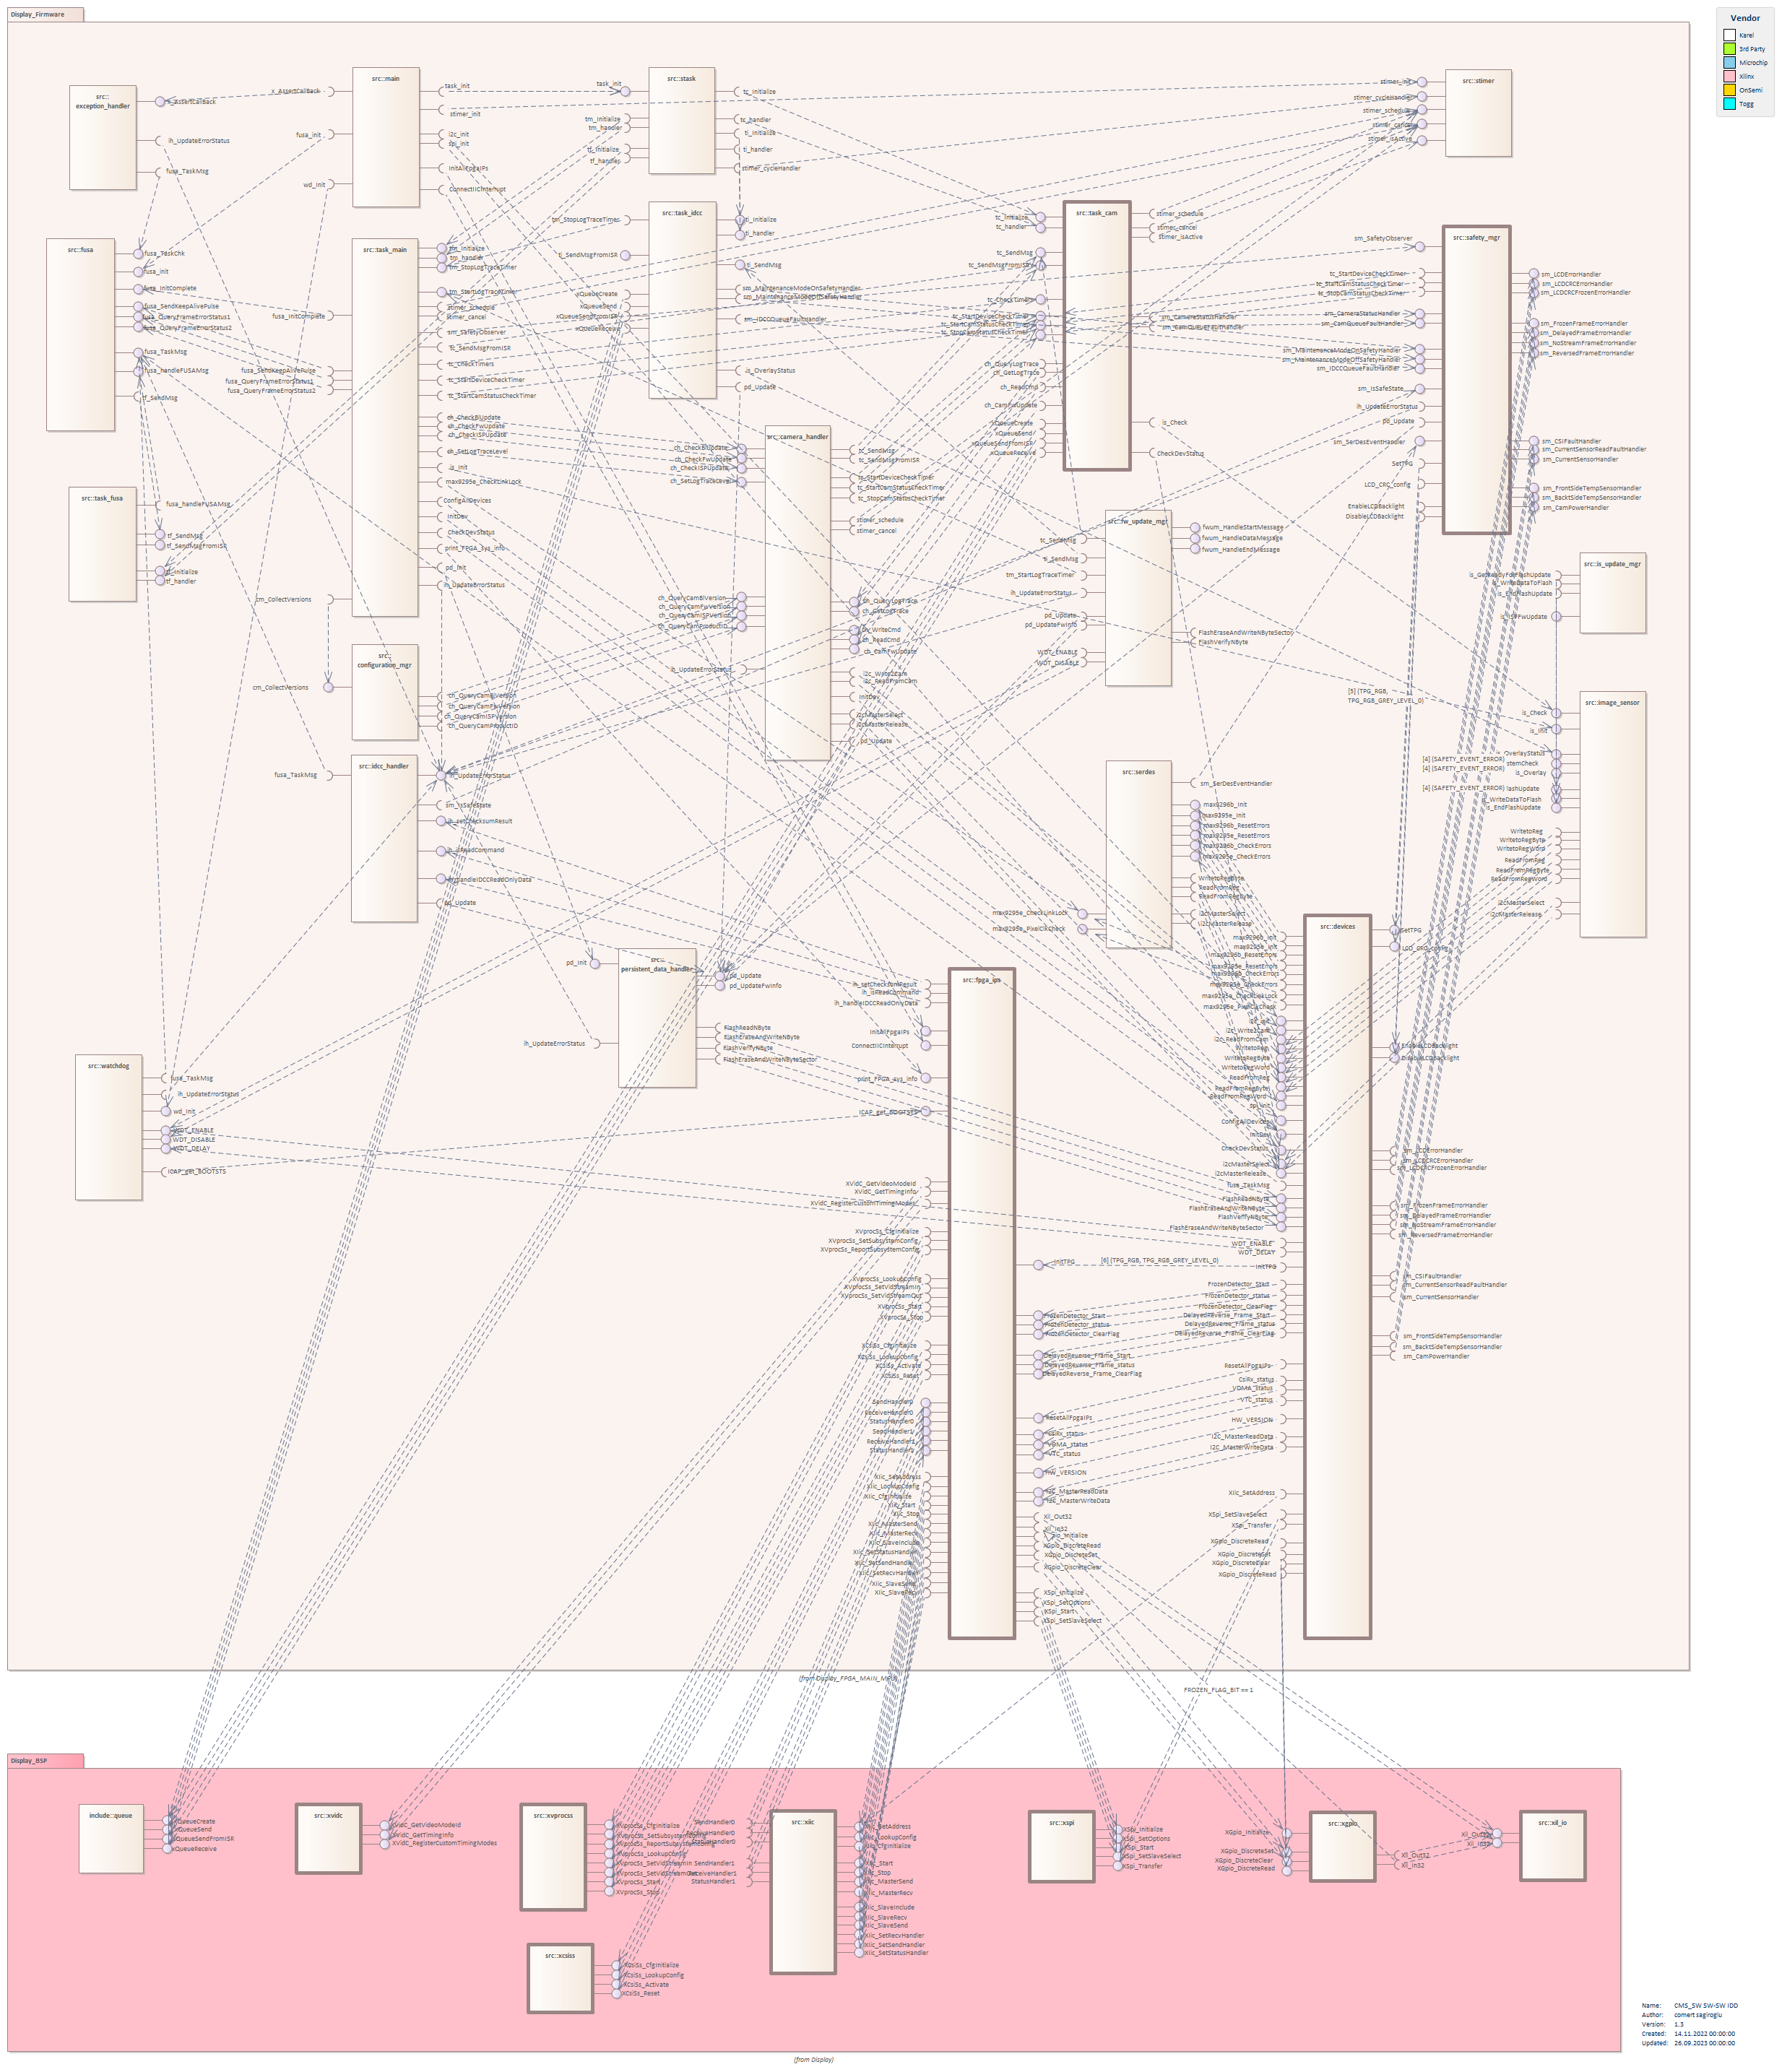 Display_Firmware
Vendor
Karel
3rd Party
Microchip
Xilinx
OnSemi
Togg
src::
exception_handler
x_AssertCallBack
ih_UpdateErrorStatus
fusa_TaskMsg
src::main
x_AssertCallBack
fusa_init
wd_Init
task_init
stimer_init
i2c_init
spi_init
InitAllFpgaIPs
ConnectIICInterrupt
src::stask
task_init
tm_Initialize
tm_handler
tf_Initialize
tf_handler
tc_Initialize
tc_handler
ti_Initialize
ti_handler
stimer_cycleHandler
src::stimer
stimer_init
stimer_cycleHandler
stimer_schedule
stimer_cancel
stimer_isActive
src::fusa
fusa_TaskChk
fusa_Init
fusa_InitComplete
fusa_SendKeepAlivePulse
fusa_QueryFrameErrorStatus1
fusa_QueryFrameErrorStatus2
fusa_TaskMsg
fusa_handleFUSAMsg
tf_SendMsg
src::task_main
fusa_InitComplete
fusa_SendKeepAlivePulse
fusa_QueryFrameErrorStatus1
fusa_QueryFrameErrorStatus2
cm_CollectVersions
tm_Initialize
tm_handler
tm_StopLogTraceTimer
tm_StartLogTraceTimer
stimer_schedule
stimer_cancel
sm_SafetyObserver
tc_SendMsgFromISR
tc_CheckTimers
tc_StartDeviceCheckTimer
tc_StartCamStatusCheckTimer
ch_CheckBlUpdate
ch_CheckFwUpdate
ch_CheckISPUpdate
ch_SetLogTraceLevel
is_Init
max9295e_CheckLinkLock
ConfigAllDevices
InitDev
CheckDevStatus
print_FPGA_sys_info
pd_Init
ih_UpdateErrorStatus
src::task_idcc
tm_StopLogTraceTimer
ti_SendMsgFromISR
xQueueCreate
xQueueSend
xQueueSendFromISR
xQueueReceive
ti_Initialize
ti_handler
ti_SendMsg
sm_MaintenanceModeOnSafetyHandler
sm_MaintenanceModeOffSafetyHandler
sm_IDCCQueueFaultHandler
is_OverlayStatus
pd_Update
src::task_cam
tc_Initialize
tc_handler
tc_SendMsg
tc_SendMsgFromISR
tc_CheckTimers
tc_StartDeviceCheckTimer
tc_StartCamStatusCheckTimer
tc_StopCamStatusCheckTimer
ch_QueryLogTrace
ch_GetLogTrace
ch_ReadCmd
ch_CamFwUpdate
xQueueCreate
xQueueSend
xQueueSendFromISR
xQueueReceive
stimer_schedule
stimer_cancel
stimer_isActive
sm_CameraStatusHandler
sm_CamQueueFaultHandler
is_Check
CheckDevStatus
src::safety_mgr
sm_SafetyObserver
tc_StartDeviceCheckTimer
tc_StartCamStatusCheckTimer
tc_StopCamStatusCheckTimer
sm_CameraStatusHandler
sm_CamQueueFaultHandler
sm_MaintenanceModeOnSafetyHandler
sm_MaintenanceModeOffSafetyHandler
sm_IDCCQueueFaultHandler
sm_IsSafeState
ih_UpdateErrorStatus
pd_Update
sm_SerDesEventHandler
SetTPG
LCD_CRC_config
EnableLCDBacklight
DisableLCDBacklight
sm_LCDErrorHandler
sm_LCDCRCErrorHandler
sm_LCDCRCFrozenErrorHandler
sm_FrozenFrameErrorHandler
sm_DelayedFrameErrorHandler
sm_NoStreamFrameErrorHandler
sm_ReversedFrameErrorHandler
sm_CSIFaultHandler
sm_CurrentSensorReadFaultHandler
sm_CurrentSensorHandler
sm_FrontSideTempSensorHandler
sm_BacktSideTempSensorHandler
sm_CamPowerHandler
src::task_fusa
fusa_handleFUSAMsg
tf_SendMsg
tf_SendMsgFromISR
tf_Initialize
tf_handler
src::camera_handler
ch_CheckBlUpdate
ch_CheckFwUpdate
ch_CheckISPUpdate
ch_SetLogTraceLevel
ch_QueryCamBlVersion
ch_QueryCamFwVersion
ch_QueryCamISPVersion
ch_QueryCamProductID
ih_UpdateErrorStatus
tc_SendMsg
tc_SendMsgFromISR
tc_StartDeviceCheckTimer
tc_StartCamStatusCheckTimer
tc_StopCamStatusCheckTimer
stimer_schedule
stimer_cancel
ch_QueryLogTrace
ch_GetLogTrace
ch_WriteCmd
ch_ReadCmd
ch_CamFwUpdate
i2c_Write2Cam
i2c_ReadFromCam
InitDev
i2cMasterSelect
i2cMasterRelease
pd_Update
src::fw_update_mgr
tc_SendMsg
ti_SendMsg
tm_StartLogTraceTimer
ih_UpdateErrorStatus
pd_Update
pd_UpdateFwInfo
WDT_ENABLE
WDT_DISABLE
fwum_HandleStartMessage
fwum_HandleDataMessage
fwum_HandleEndMessage
FlashEraseAndWriteNByteSector
FlashVerifyNByte
src::is_update_mgr
is_GetReadyForFlashUpdate
is_WriteDataToFlash
is_EndFlashUpdate
is_ISPFwUpdate
src::
configuration_mgr
cm_CollectVersions
ch_QueryCamBlVersion
ch_QueryCamFwVersion
ch_QueryCamISPVersion
ch_QueryCamProductID
src::image_sensor
[5] (TPG_RGB,
TPG_RGB_GREY_LEVEL_0)
is_Check
is_Init
OverlayStatus
[4] (SAFETY_EVENT_ERROR)
stemCheck
[4] (SAFETY_EVENT_ERROR)
is_Overlay
[4] (SAFETY_EVENT_ERROR)
lashUpdate
is_WriteDataToFlash
is_EndFlashUpdate
WritetoReg
WritetoRegByte
WritetoRegWord
ReadFromReg
ReadFromRegByte
ReadFromRegWord
i2cMasterSelect
i2cMasterRelease
src::idcc_handler
fusa_TaskMsg
ih_UpdateErrorStatus
sm_IsSafeState
ih_setChecksumResult
ih_isReadCommand
ih_handleIDCCReadOnlyData
pd_Update
src::serdes
sm_SerDesEventHandler
max9296b_Init
max9295e_Init
max9296b_ResetErrors
max9295e_ResetErrors
max9296b_CheckErrors
max9295e_CheckErrors
WritetoRegByte
ReadFromReg
ReadFromRegByte
i2cMasterSelect
i2cMasterRelease
max9295e_CheckLinkLock
max9295e_PixelClkCheck
src::
persistent_data_handler
pd_Init
ih_UpdateErrorStatus
pd_Update
pd_UpdateFwInfo
FlashReadNByte
FlashEraseAndWriteNByte
FlashVerifyNByte
FlashEraseAndWriteNByteSector
src::watchdog
fusa_TaskMsg
ih_UpdateErrorStatus
wd_Init
WDT_ENABLE
WDT_DISABLE
WDT_DELAY
ICAP_get_BOOTSTS
src::fpga_ips
ih_setChecksumResult
ih_isReadCommand
ih_handleIDCCReadOnlyData
InitAllFpgaIPs
ConnectIICInterrupt
print_FPGA_sys_info
ICAP_get_BOOTSTS
XVidC_GetVideoModeId
XVidC_GetTimingInfo
XVidC_RegisterCustomTimingModes
XVprocSs_CfgInitialize
XVprocSs_SetSubsystemConfig
XVprocSs_ReportSubsystemConfig
XVprocSs_LookupConfig
XVprocSs_SetVidStreamIn
XVprocSs_SetVidStreamOut
XVprocSs_Start
XVprocSs_Stop
XCsiSs_CfgInitialize
XCsiSs_LookupConfig
XCsiSs_Activate
XCsiSs_Reset
SendHandler0
ReceiveHandler0
StatusHandler0
SendHandler1
ReceiveHandler1
StatusHandler1
XIic_SetAddress
XIic_LookupConfig
XIic_CfgInitialize
XIic_Start
XIic_Stop
XIic_MasterSend
XIic_MasterRecv
XIic_SlaveInclude
XIic_SetStatusHandler
XIic_SetSendHandler
XIic_SetRecvHandler
XIic_SlaveSend
XIic_SlaveRecv
InitTPG
[6] (TPG_RGB, TPG_RGB_GREY_LEVEL_0)
FrozenDetector_Start
FrozenDetector_status
FrozenDetector_ClearFlag
DelayedReverse_Frame_Start
DelayedReverse_Frame_status
DelayedReverse_Frame_ClearFlag
ResetAllFpgaIPs
CsiRx_status
VDMA_status
VTC_status
HW_VERSION
I2C_MasterReadData
I2C_MasterWriteData
Xil_Out32
Xil_In32
XGpio_Initialize
XGpio_DiscreteRead
XGpio_DiscreteSet
XGpio_DiscreteClear
XSpi_Initialize
XSpi_SetOptions
XSpi_Start
XSpi_SetSlaveSelect
src::devices
max9296b_Init
max9295e_Init
max9296b_ResetErrors
max9295e_ResetErrors
max9296b_CheckErrors
max9295e_CheckErrors
max9295e_CheckLinkLock
max9295e_PixelClkCheck
i2c_init
i2c_Write2Cam
i2c_ReadFromCam
WritetoReg
WritetoRegByte
WritetoRegWord
ReadFromReg
ReadFromRegByte
ReadFromRegWord
spi_init
ConfigAllDevices
InitDev
CheckDevStatus
i2cMasterSelect
i2cMasterRelease
fusa_TaskMsg
FlashReadNByte
FlashEraseAndWriteNByte
FlashVerifyNByte
FlashEraseAndWriteNByteSector
WDT_ENABLE
WDT_DELAY
InitTPG
FrozenDetector_Start
FrozenDetector_status
FrozenDetector_ClearFlag
DelayedReverse_Frame_Start
DelayedReverse_Frame_status
DelayedReverse_Frame_ClearFlag
ResetAllFpgaIPs
CsiRx_status
VDMA_status
VTC_status
HW_VERSION
I2C_MasterReadData
I2C_MasterWriteData
XIic_SetAddress
XSpi_SetSlaveSelect
XSpi_Transfer
XGpio_DiscreteRead
XGpio_DiscreteSet
XGpio_DiscreteClear
XGpio_DiscreteRead
SetTPG
LCD_CRC_config
EnableLCDBacklight
DisableLCDBacklight
sm_LCDErrorHandler
sm_LCDCRCErrorHandler
sm_LCDCRCFrozenErrorHandler
sm_FrozenFrameErrorHandler
sm_DelayedFrameErrorHandler
sm_NoStreamFrameErrorHandler
sm_ReversedFrameErrorHandler
sm_CSIFaultHandler
sm_CurrentSensorReadFaultHandler
sm_CurrentSensorHandler
sm_FrontSideTempSensorHandler
sm_BacktSideTempSensorHandler
sm_CamPowerHandler
(from Display_FPGA_MAIN_MPU)
FROZEN_FLAG_BIT == 1
Display_BSP
include::queue
xQueueCreate
xQueueSend
xQueueSendFromISR
xQueueReceive
src::xvidc
XVidC_GetVideoModeId
XVidC_GetTimingInfo
XVidC_RegisterCustomTimingModes
src::xvprocss
XVprocSs_CfgInitialize
XVprocSs_SetSubsystemConfig
XVprocSs_ReportSubsystemConfig
XVprocSs_LookupConfig
XVprocSs_SetVidStreamIn
XVprocSs_SetVidStreamOut
XVprocSs_Start
XVprocSs_Stop
src::xiic
SendHandler0
ReceiveHandler0
StatusHandler0
SendHandler1
ReceiveHandler1
StatusHandler1
XIic_SetAddress
XIic_LookupConfig
XIic_CfgInitialize
XIic_Start
XIic_Stop
XIic_MasterSend
XIic_MasterRecv
XIic_SlaveInclude
XIic_SlaveRecv
XIic_SlaveSend
XIic_SetRecvHandler
XIic_SetSendHandler
XIic_SetStatusHandler
src::xspi
XSpi_Initialize
XSpi_SetOptions
XSpi_Start
XSpi_SetSlaveSelect
XSpi_Transfer
src::xgpio
XGpio_Initialize
XGpio_DiscreteSet
XGpio_DiscreteClear
XGpio_DiscreteRead
Xil_Out32
Xil_In32
src::xil_io
Xil_Out32
Xil_In32
src::xcsiss
XCsiSs_CfgInitialize
XCsiSs_LookupConfig
XCsiSs_Activate
XCsiSs_Reset
(from Display)
Name: CMS_SW SW-SW IDD
Author: comert sagiroglu
Version: 1.3
Created: 14.11.2022 00:00:00
Updated: 26.09.2023 00:00:00